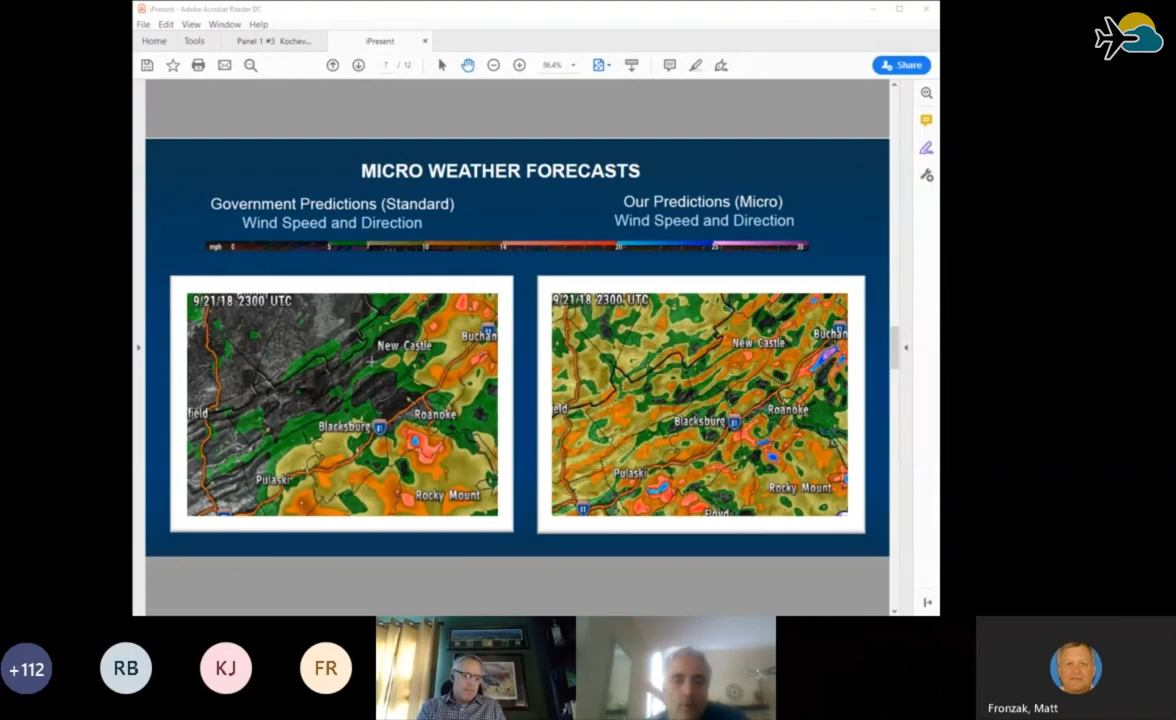 iPresent - Adobe Acrobat Reader DC
File Edit View Window Help
Home Tools Panel 1 #3 Kochev... iPresent
7 / 12 86.4% Share
MICRO WEATHER FORECASTS
Government Predictions (Standard)
Wind Speed and Direction
Our Predictions (Micro)
Wind Speed and Direction
mph 0 5 7 10 14 20 25 30
9/21/18 2300 UTC
Buchan
New Castle
field
Roanoke
Blacksburg
Pulaski
Rocky Mount
9/21/18 2300 UTC
Buchan
New Castle
eld
Roanoke
Blacksburg
Pulaski
Rocky Mount
Floyd
+112 RB KJ FR
Fronzak, Matt